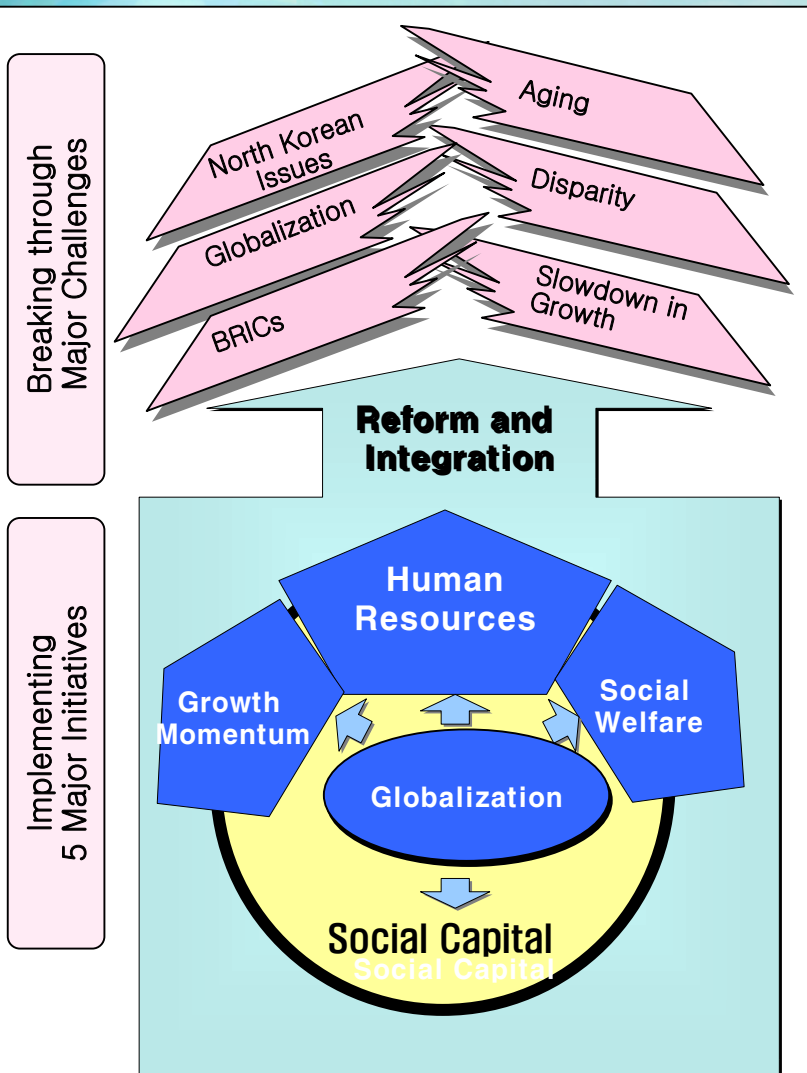 Breaking through
Major Challenges
North Korean
Issues
Globalization
BRICs
Aging
Disparity
Slowdown in
Growth
Reform and
Integration
Implementing
5 Major Initiatives
Human
Resources
Growth
Momentum
Social
Welfare
Globalization
Social Capital
Social Capital